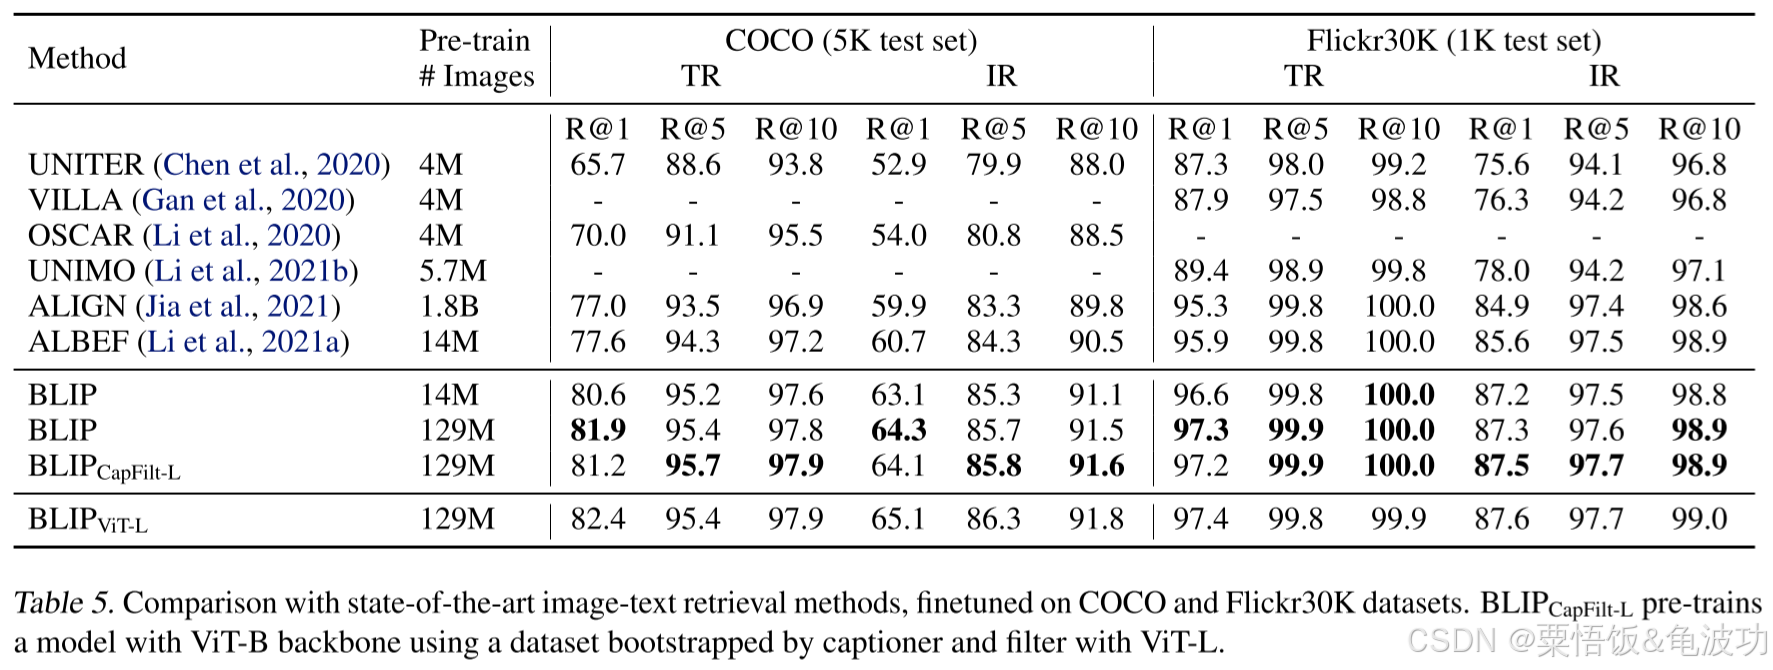 Method Pre-train # Images COCO (5K test set) Flickr30K (1K test set)
TR IR TR IR
R@1 R@5 R@10 R@1 R@5 R@10 R@1 R@5 R@10 R@1 R@5 R@10
UNITER (Chen et al., 2020) 4M 65.7 88.6 93.8 52.9 79.9 88.0 87.3 98.0 99.2 75.6 94.1 96.8
VILLA (Gan et al., 2020) 4M - - - - - - 87.9 97.5 98.8 76.3 94.2 96.8
OSCAR (Li et al., 2020) 4M 70.0 91.1 95.5 54.0 80.8 88.5 - - - - - -
UNIMO (Li et al., 2021b) 5.7M - - - - - - 89.4 98.9 99.8 78.0 94.2 97.1
ALIGN (Jia et al., 2021) 1.8B 77.0 93.5 96.9 59.9 83.3 89.8 95.3 99.8 100.0 84.9 97.4 98.6
ALBEF (Li et al., 2021a) 14M 77.6 94.3 97.2 60.7 84.3 90.5 95.9 99.8 100.0 85.6 97.5 98.9
BLIP 14M 80.6 95.2 97.6 63.1 85.3 91.1 96.6 99.8 100.0 87.2 97.5 98.8
BLIP 129M 81.9 95.4 97.8 64.3 85.7 91.5 97.3 99.9 100.0 87.3 97.6 98.9
BLIPCapFilt-L 129M 81.2 95.7 97.9 64.1 85.8 91.6 97.2 99.9 100.0 87.5 97.7 98.9
BLIPViT-L 129M 82.4 95.4 97.9 65.1 86.3 91.8 97.4 99.8 99.9 87.6 97.7 99.0
Table 5. Comparison with state-of-the-art image-text retrieval methods, finetuned on COCO and Flickr30K datasets. BLIPCapFilt-L pre-trains
a model with ViT-B backbone using a dataset bootstrapped by captioner and filter with ViT-L.
CSDN @粟悟饭&龟波功